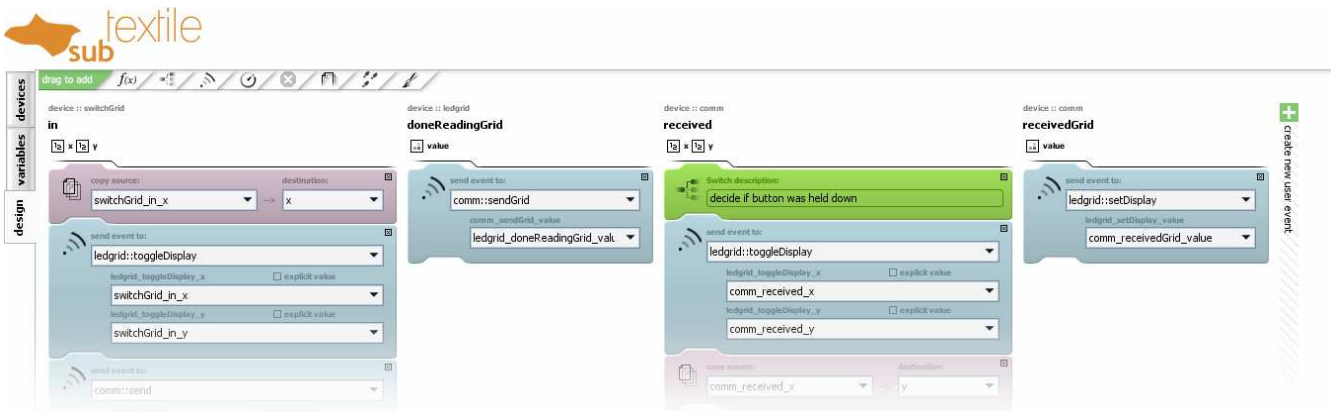 textile
sub
devices
variables
design
drag to add f(x)
device :: switchGrid
in
x y
copy source: destination:
switchGrid_in_x -> x
send event to:
ledgrid::toggleDisplay
ledgrid_toggleDisplay_x explicit value
switchGrid_in_x
ledgrid_toggleDisplay_y explicit value
switchGrid_in_y
send event to:
comm::send
device :: ledgrid
doneReadingGrid
value
send event to:
comm::sendGrid
comm_sendGrid_value
ledgrid_doneReadingGrid_valu
device :: comm
received
x y
Switch description:
decide if button was held down
send event to:
ledgrid::toggleDisplay
ledgrid_toggleDisplay_x explicit value
comm_received_x
ledgrid_toggleDisplay_y explicit value
comm_received_y
copy source: destination:
comm_received_x -> y
device :: comm
receivedGrid
value
send event to:
ledgrid::setDisplay
ledgrid_setDisplay_value
comm_receivedGrid_value
create new user event